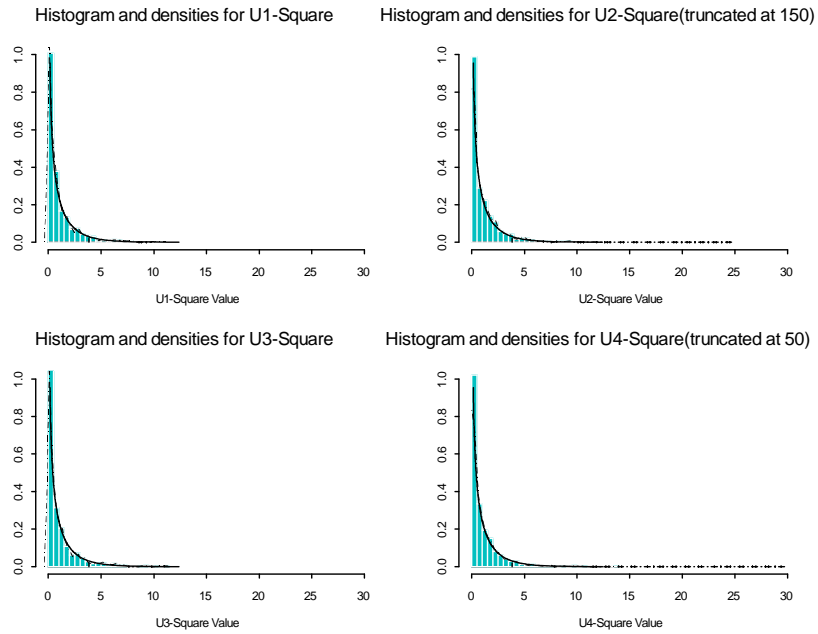 Histogram and densities for U1-Square
1.0
0.8
0.6
0.4
0.2
0.0
0 5 10 15 20 25 30
U1-Square Value
Histogram and densities for U2-Square(truncated at 150)
1.0
0.8
0.6
0.4
0.2
0.0
0 5 10 15 20 25 30
U2-Square Value
Histogram and densities for U3-Square
1.0
0.8
0.6
0.4
0.2
0.0
0 5 10 15 20 25 30
U3-Square Value
Histogram and densities for U4-Square(truncated at 50)
1.0
0.8
0.6
0.4
0.2
0.0
0 5 10 15 20 25 30
U4-Square Value